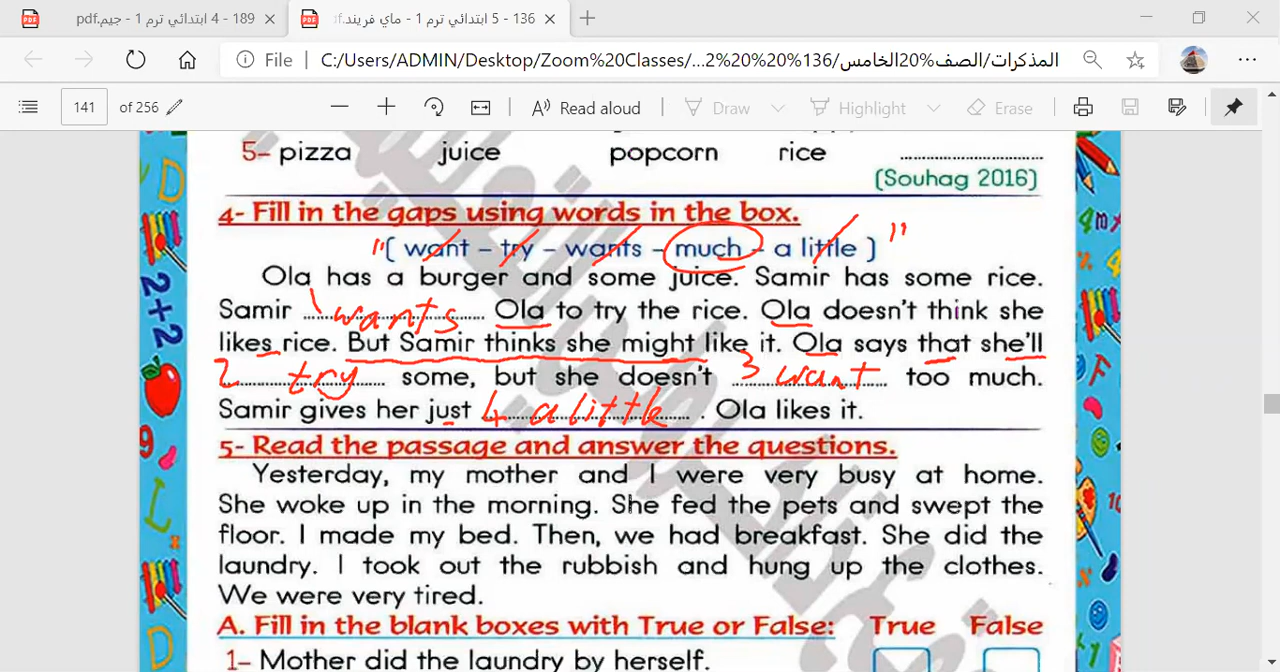 189 - 4 ابتدائي ترم 1 - جيم.pdf
136 - 5 ابتدائي ترم 1 - ماي فريند.
File C:/Users/ADMIN/Desktop/Zoom%20Classes/...2%20%20%136/المذكرات/الصف%20الخامس
141 of 256 Read aloud Draw Highlight Erase
5- pizza juice popcorn rice ........................
(Souhag 2016)
4- Fill in the gaps using words in the box.
"( want – try – wants – much – a little )"
Ola has a burger and some juice. Samir has some rice.
Samir 1 wants Ola to try the rice. Ola doesn't think she
likes rice. But Samir thinks she might like it. Ola says that she'll
2 try some, but she doesn't 3 want too much.
Samir gives her just 4 a little . Ola likes it.
5- Read the passage and answer the questions.
Yesterday, my mother and I were very busy at home.
She woke up in the morning. She fed the pets and swept the
floor. I made my bed. Then, we had breakfast. She did the
laundry. I took out the rubbish and hung up the clothes.
We were very tired.
A. Fill in the blank boxes with True or False: True False
1- Mother did the laundry by herself.